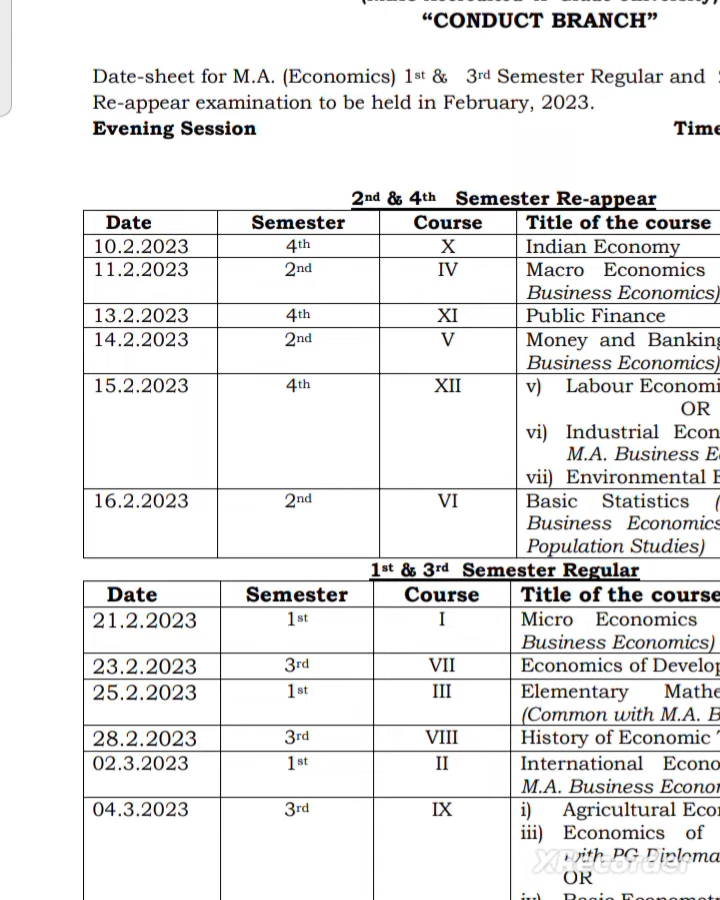 “CONDUCT BRANCH”
Date-sheet for M.A. (Economics) 1st & 3rd Semester Regular and
Re-appear examination to be held in February, 2023.
Evening Session Time
2nd & 4th Semester Re-appear
Date Semester Course Title of the course
10.2.2023 4th X Indian Economy
11.2.2023 2nd IV Macro Economics
Business Economics)
13.2.2023 4th XI Public Finance
14.2.2023 2nd V Money and Banking
Business Economics)
15.2.2023 4th XII v) Labour Economi
OR
vi) Industrial Econ
M.A. Business Ec
vii) Environmental E
16.2.2023 2nd VI Basic Statistics (
Business Economics
Population Studies)
1st & 3rd Semester Regular
Date Semester Course Title of the course
21.2.2023 1st I Micro Economics
Business Economics)
23.2.2023 3rd VII Economics of Develop
25.2.2023 1st III Elementary Mathe
(Common with M.A. B
28.2.2023 3rd VIII History of Economic
02.3.2023 1st II International Econo
M.A. Business Econom
04.3.2023 3rd IX i) Agricultural Econ
iii) Economics of
with PG Diploma
XRecorder
OR